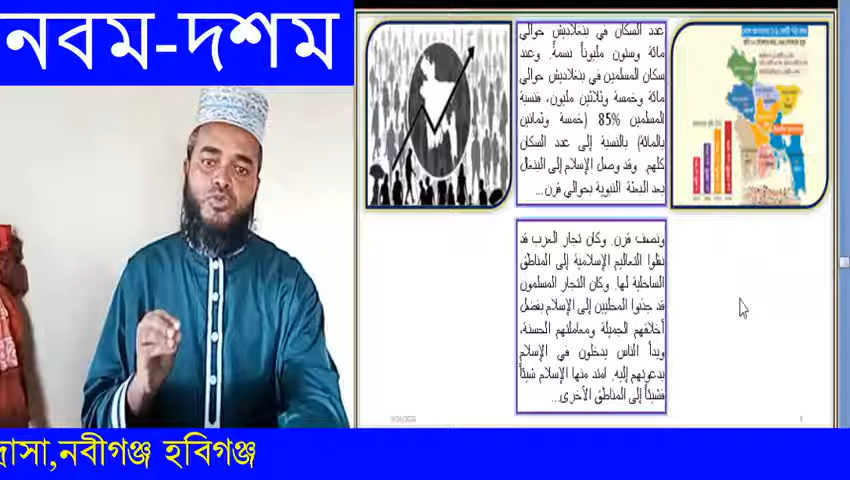 নবম-দশম
عدد السكان في بنغلاديش حوالي
مائة وستون مليوناً نسمةً. وعدد
سكان المسلمين في بنغلاديش حوالي
مائة وخمسة وثلاثين مليون، فنسبة
المسلمين 85% (خمسة وثمانين
بالمائة) بالنسبة إلى عدد السكان
كلهم. وقد وصل الإسلام إلى البنغال
بعد البعثة النبوية بحوالي قرن...
ونصف قرن. وكان تجار العرب قد
نقلوا التعاليم الإسلامية إلى المناطق
الساحلية لها. وكان التجار المسلمون
قد جذبوا المحليين إلى الإسلام بفضل
أخلاقهم الجميلة ومعاملتهم الحسنة،
وبدأ الناس يدخلون في الإسلام
بدعوتهم إليه. امتد منها الإسلام شيئاً
فشيئاً إلى المناطق الأخرى...
দ্রাসা,নবীগঞ্জ হবিগঞ্জ